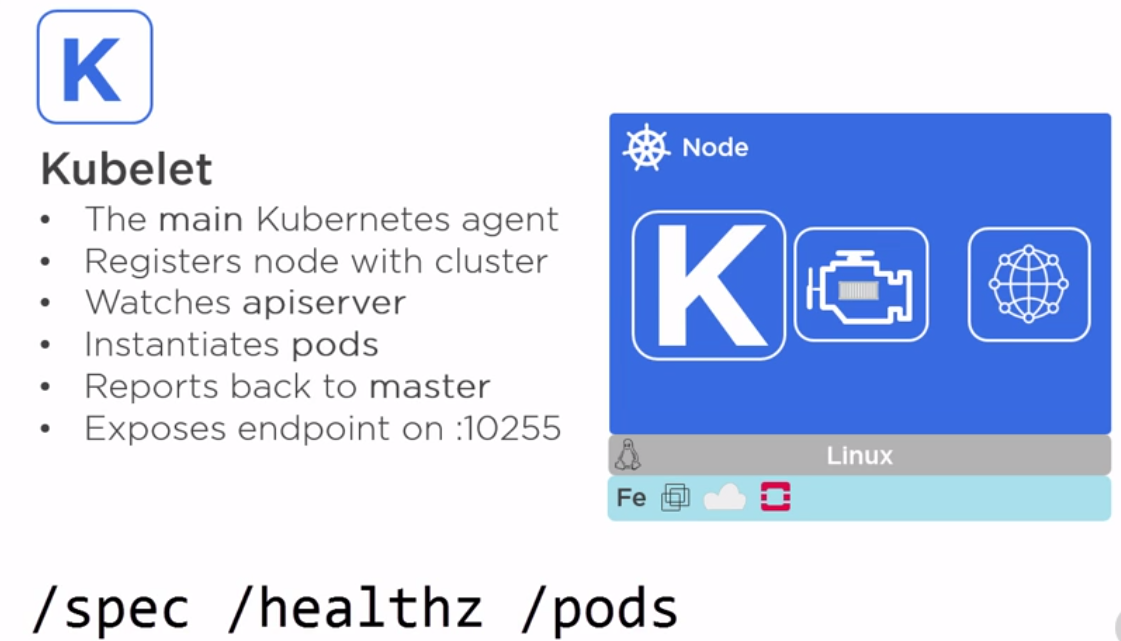 K
Kubelet
• The main Kubernetes agent
• Registers node with cluster
• Watches apiserver
• Instantiates pods
• Reports back to master
• Exposes endpoint on :10255
Node
K
Linux
Fe
/spec /healthz /pods